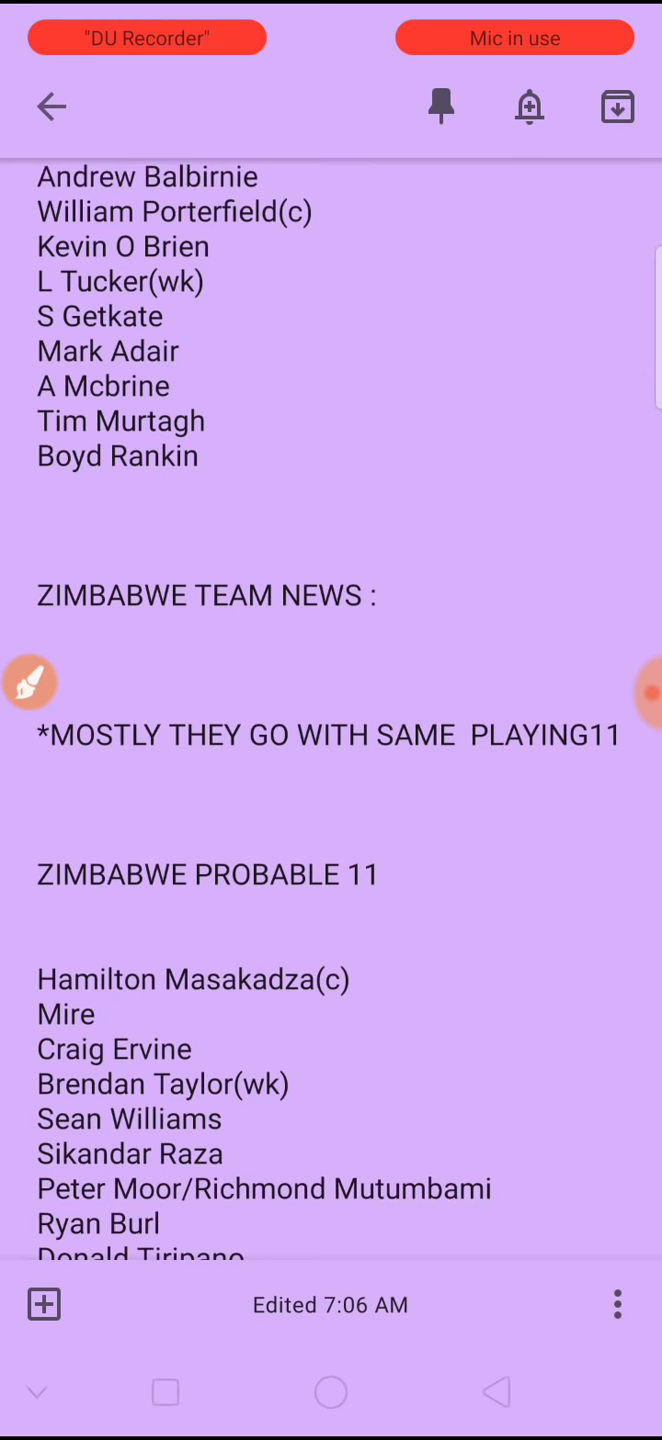 "DU Recorder"
Mic in use
Andrew Balbirnie
William Porterfield(c)
Kevin O Brien
L Tucker(wk)
S Getkate
Mark Adair
A Mcbrine
Tim Murtagh
Boyd Rankin
ZIMBABWE TEAM NEWS :
*MOSTLY THEY GO WITH SAME  PLAYING11
ZIMBABWE PROBABLE 11
Hamilton Masakadza(c)
Mire
Craig Ervine
Brendan Taylor(wk)
Sean Williams
Sikandar Raza
Peter Moor/Richmond Mutumbami
Ryan Burl
Donald Tiripano
Edited 7:06 AM